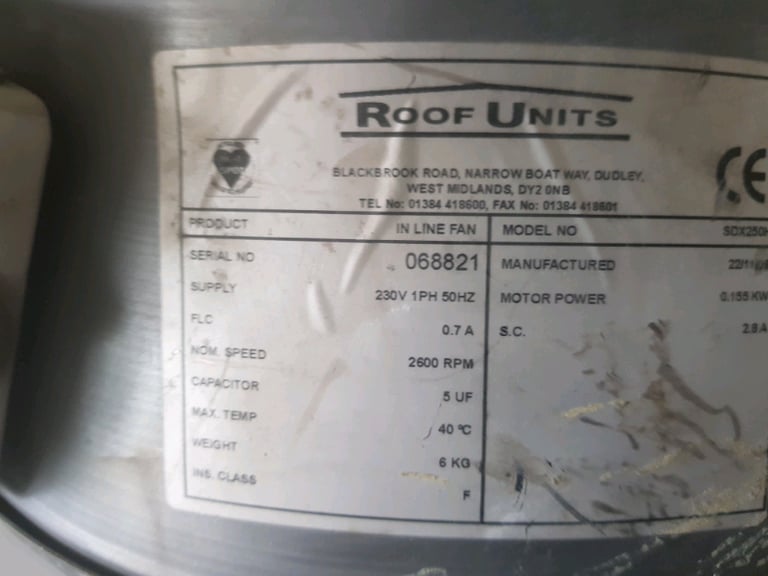 ROOF UNITS
BLACKBROOK ROAD, NARROW BOAT WAY, DUDLEY,
WEST MIDLANDS, DY2 0NB
TEL No: 01384 418600, FAX No: 01384 418601
CE
PRODUCT IN LINE FAN MODEL NO SDX250H
SERIAL NO 068821 MANUFACTURED
SUPPLY 230V 1PH 50HZ MOTOR POWER 0.155 KW
FLC 0.7 A S.C. 2.8 A
NOM. SPEED 2600 RPM
CAPACITOR 5 UF
MAX. TEMP 40 °C
WEIGHT 6 KG
INS. CLASS F